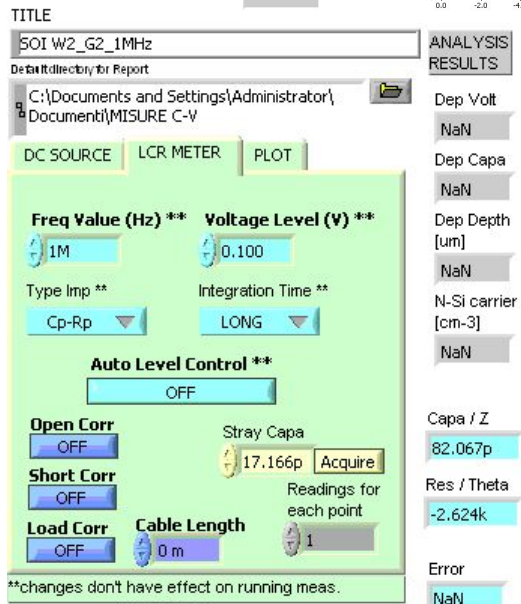 0.0 -2.0
TITLE
SOI W2_G2_1MHz
ANALYSIS
RESULTS
Default directory for Report
C:\Documents and Settings\Administrator\
Documenti\MISURE C-V
Dep Volt
NaN
DC SOURCE LCR METER PLOT
Dep Capa
NaN
Freq Value (Hz) ** Voltage Level (V) **
1M 0.100
Dep Depth
[um]
NaN
Type Imp ** Integration Time **
Cp-Rp LONG
N-Si carrier
[cm-3]
NaN
Auto Level Control **
OFF
Open Corr
OFF
Stray Capa
17.166p Acquire
Capa / Z
82.067p
Short Corr
OFF
Readings for
each point
1
Res / Theta
-2.624k
Load Corr
OFF
Cable Length
0 m
**changes don't have effect on running meas.
Error
NaN